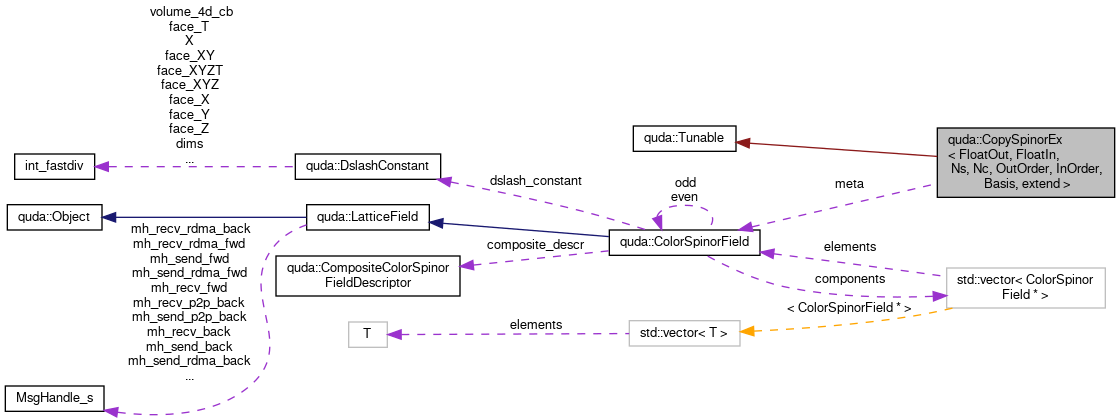 volume_4d_cb
face_T
X
face_XY
face_XYZT
face_XYZ
face_X
face_Y
face_Z
dims
...
int_fastdiv
quda::DslashConstant
quda::Tunable
quda::CopySpinorEx
< FloatOut, FloatIn,
Ns, Nc, OutOrder, InOrder,
Basis, extend >
dslash_constant
odd
even
meta
quda::Object
quda::LatticeField
quda::ColorSpinorField
mh_recv_rdma_back
mh_recv_rdma_fwd
mh_send_fwd
mh_send_rdma_fwd
mh_recv_fwd
mh_recv_p2p_back
mh_send_p2p_back
mh_recv_back
mh_send_back
mh_send_rdma_back
...
composite_descr
quda::CompositeColorSpinor
FieldDescriptor
elements
components
std::vector< ColorSpinor
Field * >
< ColorSpinorField * >
T
elements
std::vector< T >
MsgHandle_s